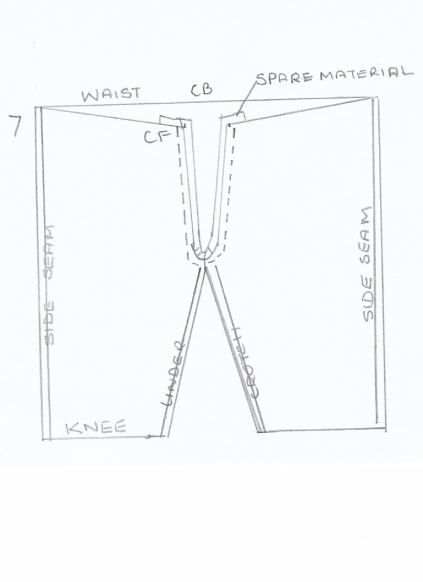 CB
SPARE MATERIAL
WAIST
7
CF
SIDE SEAM
SIDE SEAM
UNDER
CROTCH
KNEE